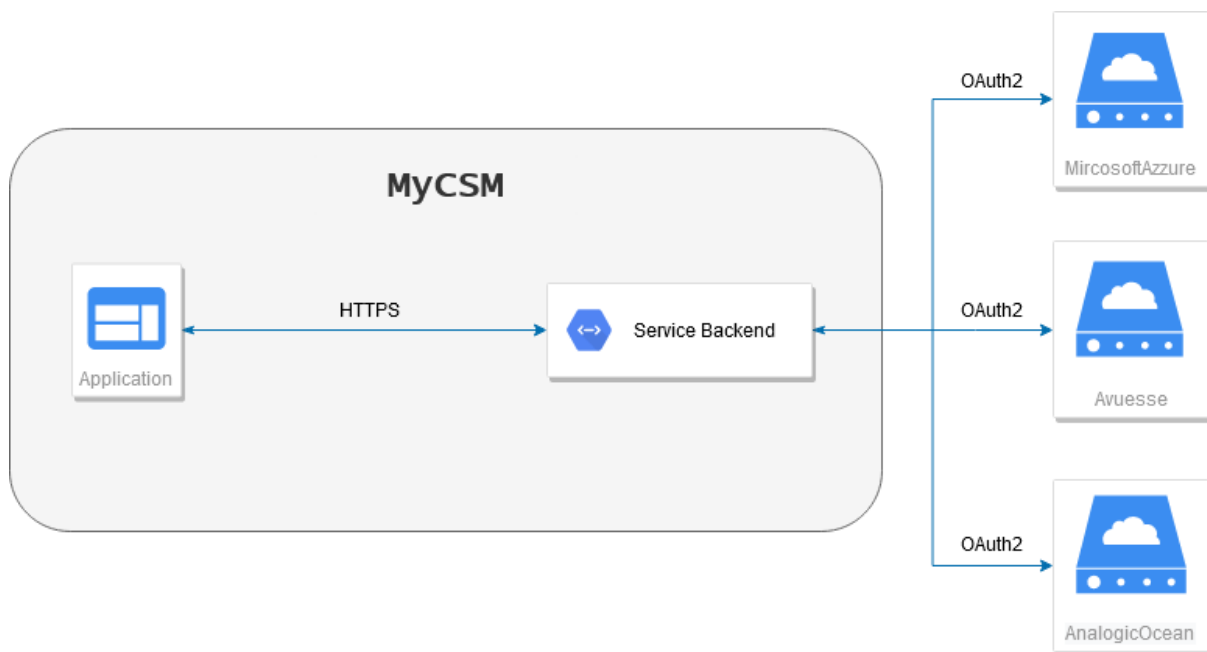 OAuth2
MircosoftAzzure
MyCSM
HTTPS
Service Backend
Application
OAuth2
Avuesse
OAuth2
AnalogicOcean